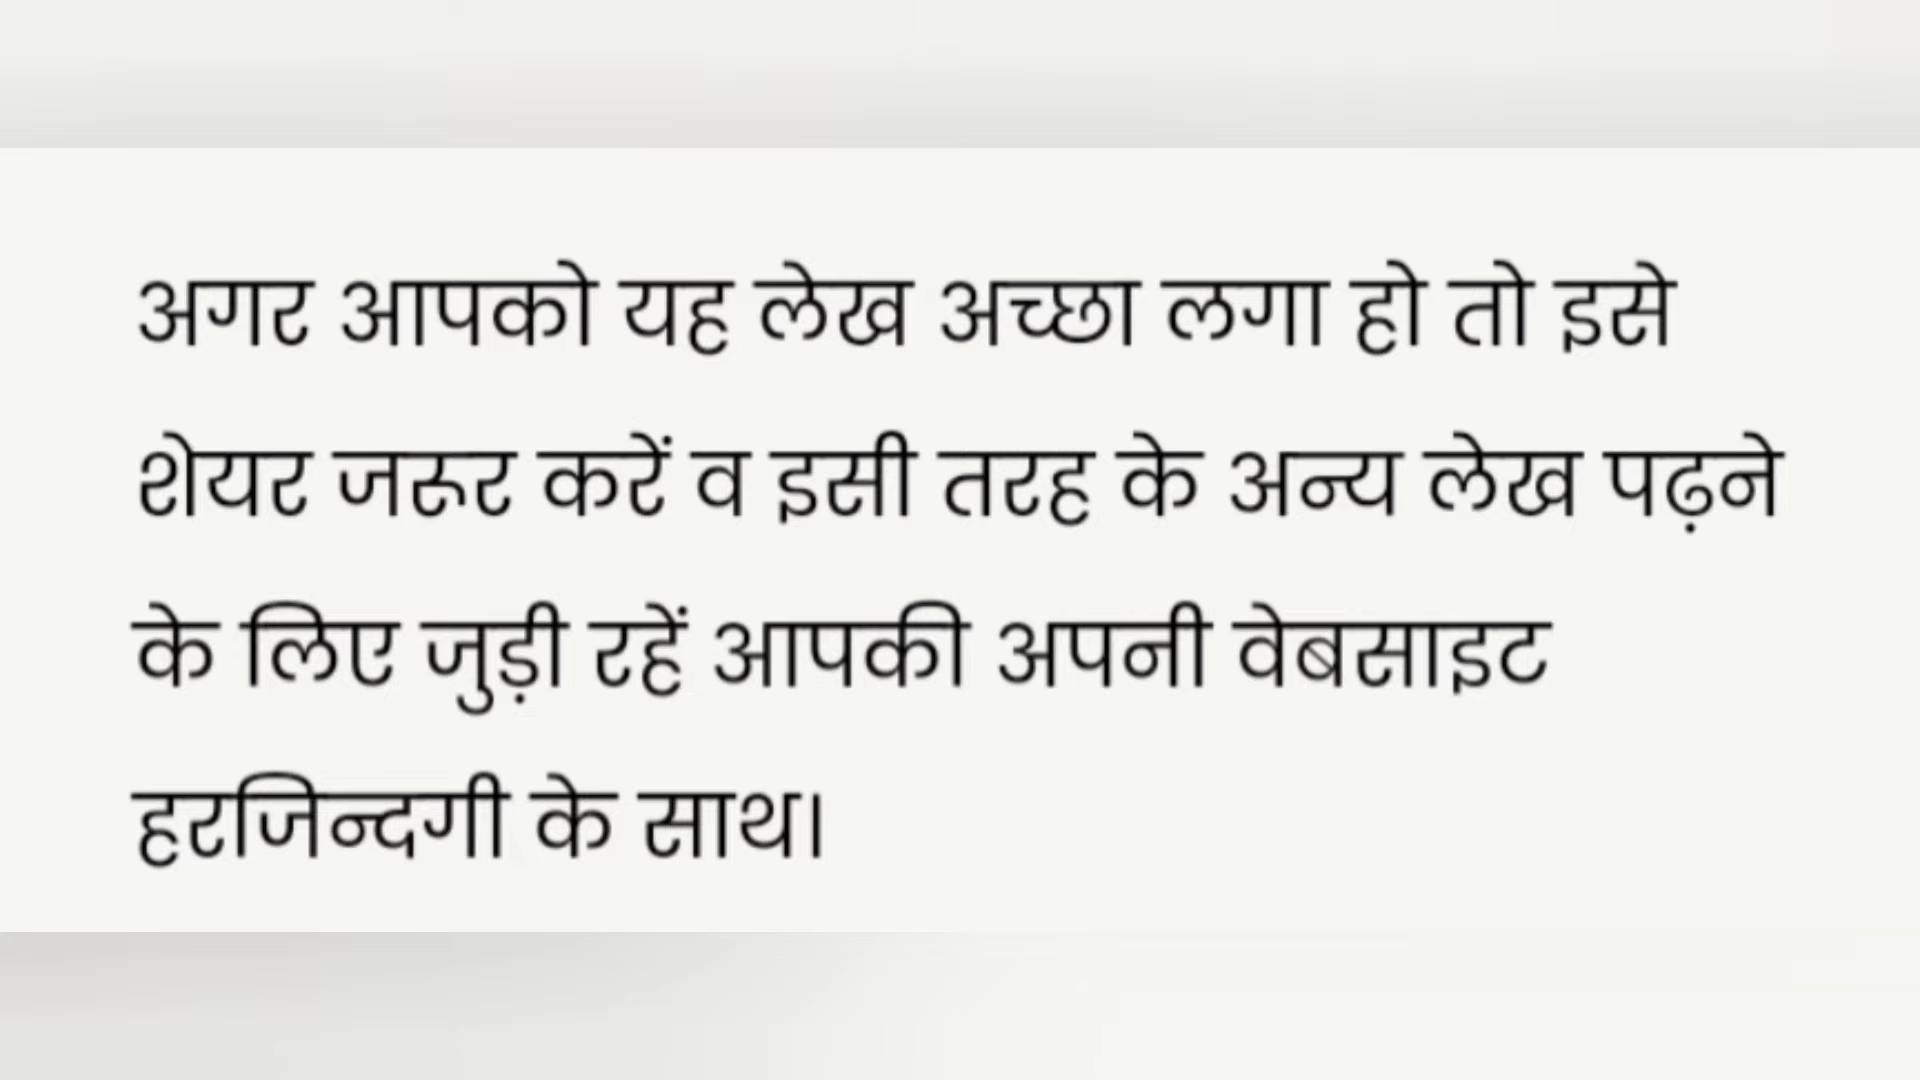 अगर आपको यह लेख अच्छा लगा हो तो इसे
शेयर जरूर करें व इसी तरह के अन्य लेख पढ़ने
के लिए जुड़ी रहें आपकी अपनी वेबसाइट
हरजिन्दगी के साथ।